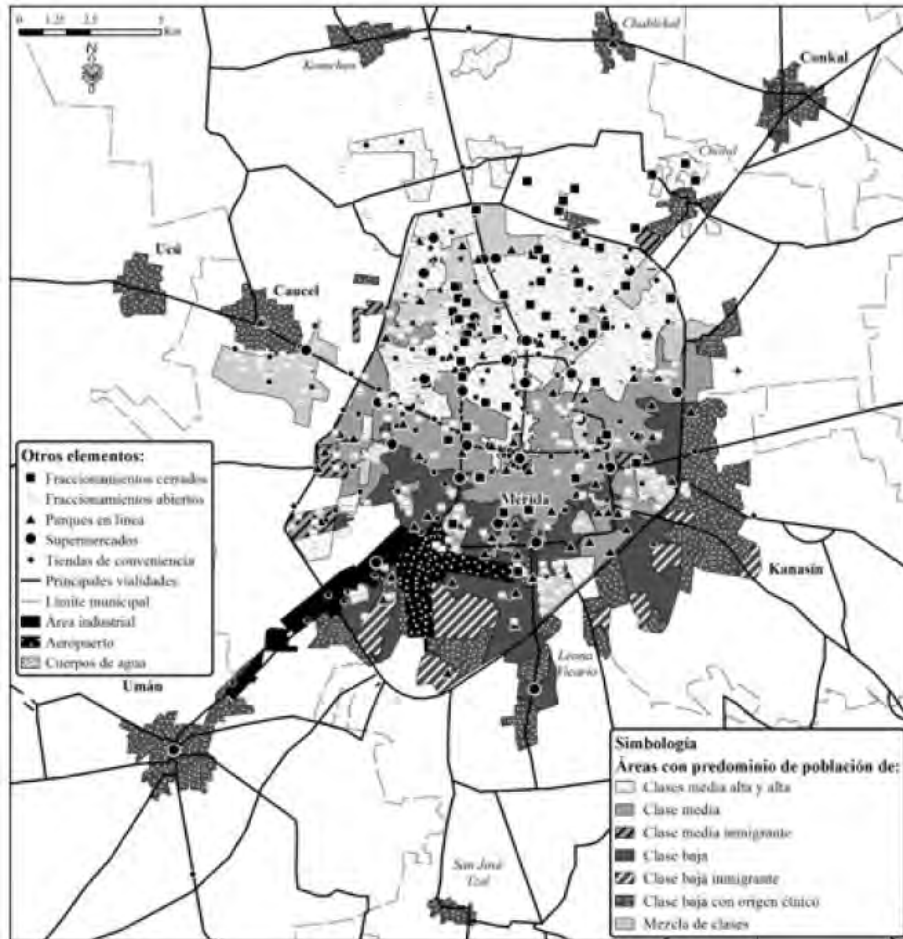 0 1.25 2.5 5
Km
N
Komchen
Chablekal
Conkal
Cholul
Ucú
Caucel
Mérida
Kanasín
Leona
Vicario
Umán
San José
Tzal
Otros elementos:
Fraccionamientos cerrados
Fraccionamientos abiertos
Parques en línea
Supermercados
Tiendas de conveniencia
Principales vialidades
Límite municipal
Área industrial
Aeropuerto
Cuerpos de agua
Simbología
Áreas con predominio de población de:
Clases media alta y alta
Clase media
Clase media inmigrante
Clase baja
Clase baja inmigrante
Clase baja con origen étnico
Mezcla de clases